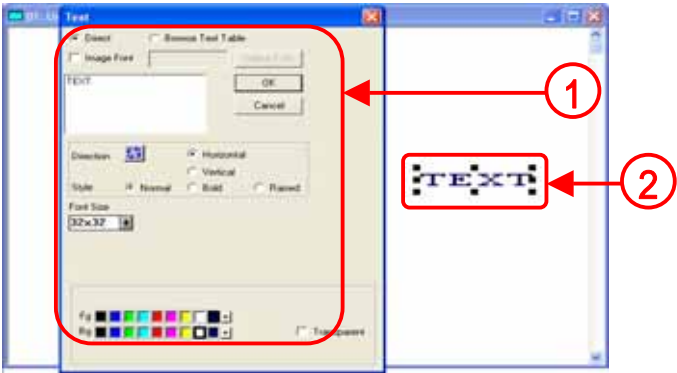 Text
Direct Browse Text Table
Image Font
TEXT
OK
Cancel
Direction Horizontal
Vertical
Style Normal Bold Raised
Font Size
32x32
Fg
Bg Transparent
TEXT
1
2